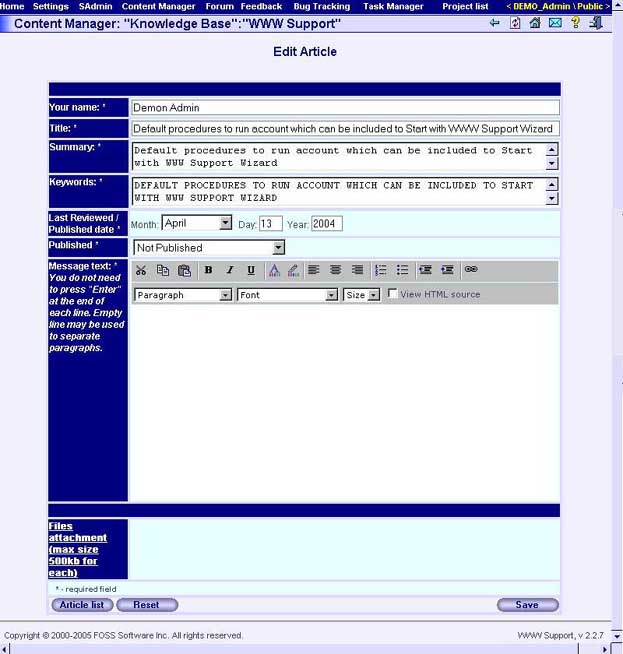 Home Settings SAdmin Content Manager Forum Feedback Bug Tracking Task Manager Project list < DEMO_Admin \ Public >
Content Manager: "Knowledge Base":"WWW Support"
Edit Article
Your name: * Demon Admin
Title: * Default procedures to run account which can be included to Start with WWW Support Wizard
Summary: * Default procedures to run account which can be included to Start
with WWW Support Wizard
Keywords: * DEFAULT PROCEDURES TO RUN ACCOUNT WHICH CAN BE INCLUDED TO START
WITH WWW SUPPORT WIZARD
Last Reviewed /
Published date * Month: April Day: 13 Year: 2004
Published * Not Published
Message text: *
You do not need
to press "Enter"
at the end of
each line. Empty
line may be used
to separate
paragraphs.
B I U
Paragraph Font Size View HTML source
Files
attachment
(max size
500kb for
each)
* - required field
Article list Reset Save
Copyright © 2000-2005 FOSS Software Inc. All rights reserved. WWW Support, v 2.2.7